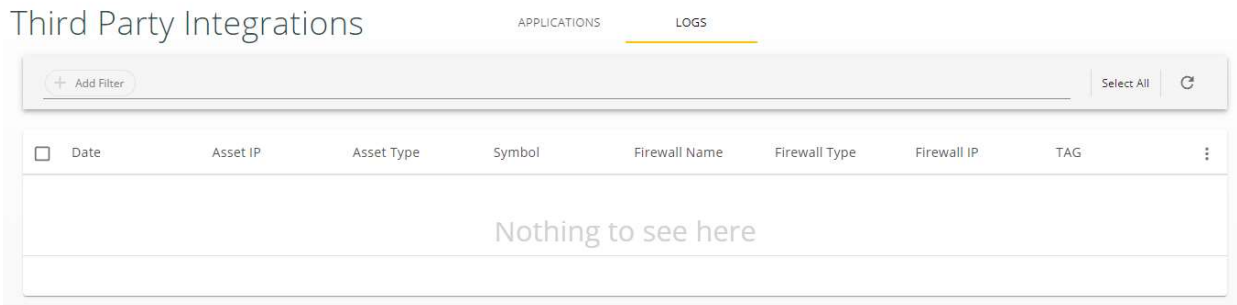 Third Party Integrations APPLICATIONS LOGS
+ Add Filter Select All
Date Asset IP Asset Type Symbol Firewall Name Firewall Type Firewall IP TAG
Nothing to see here